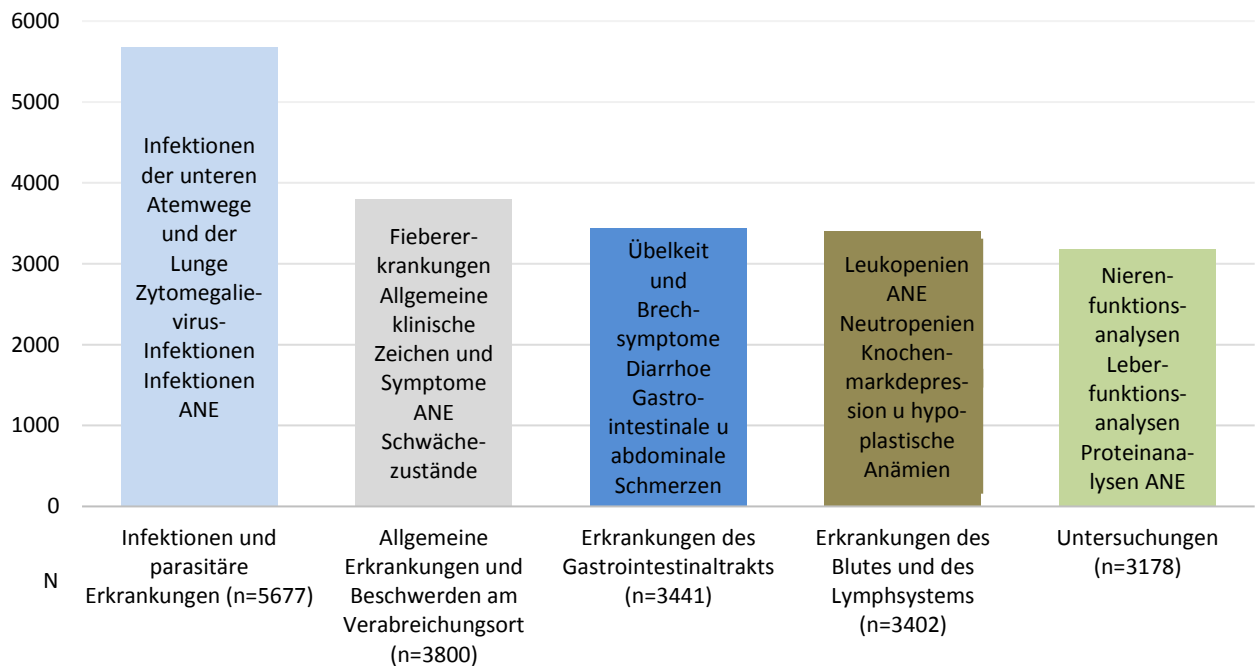 6000
5000
4000
3000
2000
1000
0
Infektionen
der unteren
Atemwege
und der
Lunge
Zytomegalie-
virus-
Infektionen
Infektionen
ANE
Fieberer-
krankungen
Allgemeine
klinische
Zeichen und
Symptome
ANE
Schwäche-
zustände
Übelkeit
und
Brech-
symptome
Diarrhoe
Gastro-
intestinale u
abdominale
Schmerzen
Leukopenien
ANE
Neutropenien
Knochen-
markdepres-
sion u hypo-
plastische
Anämien
Nieren-
funktions-
analysen
Leber-
funktions-
analysen
Proteinana-
lysen ANE
N
Infektionen und
parasitäre
Erkrankungen (n=5677)
Allgemeine
Erkrankungen und
Beschwerden am
Verabreichungsort
(n=3800)
Erkrankungen des
Gastrointestinaltrakts
(n=3441)
Erkrankungen des
Blutes und des
Lymphsystems
(n=3402)
Untersuchungen
(n=3178)